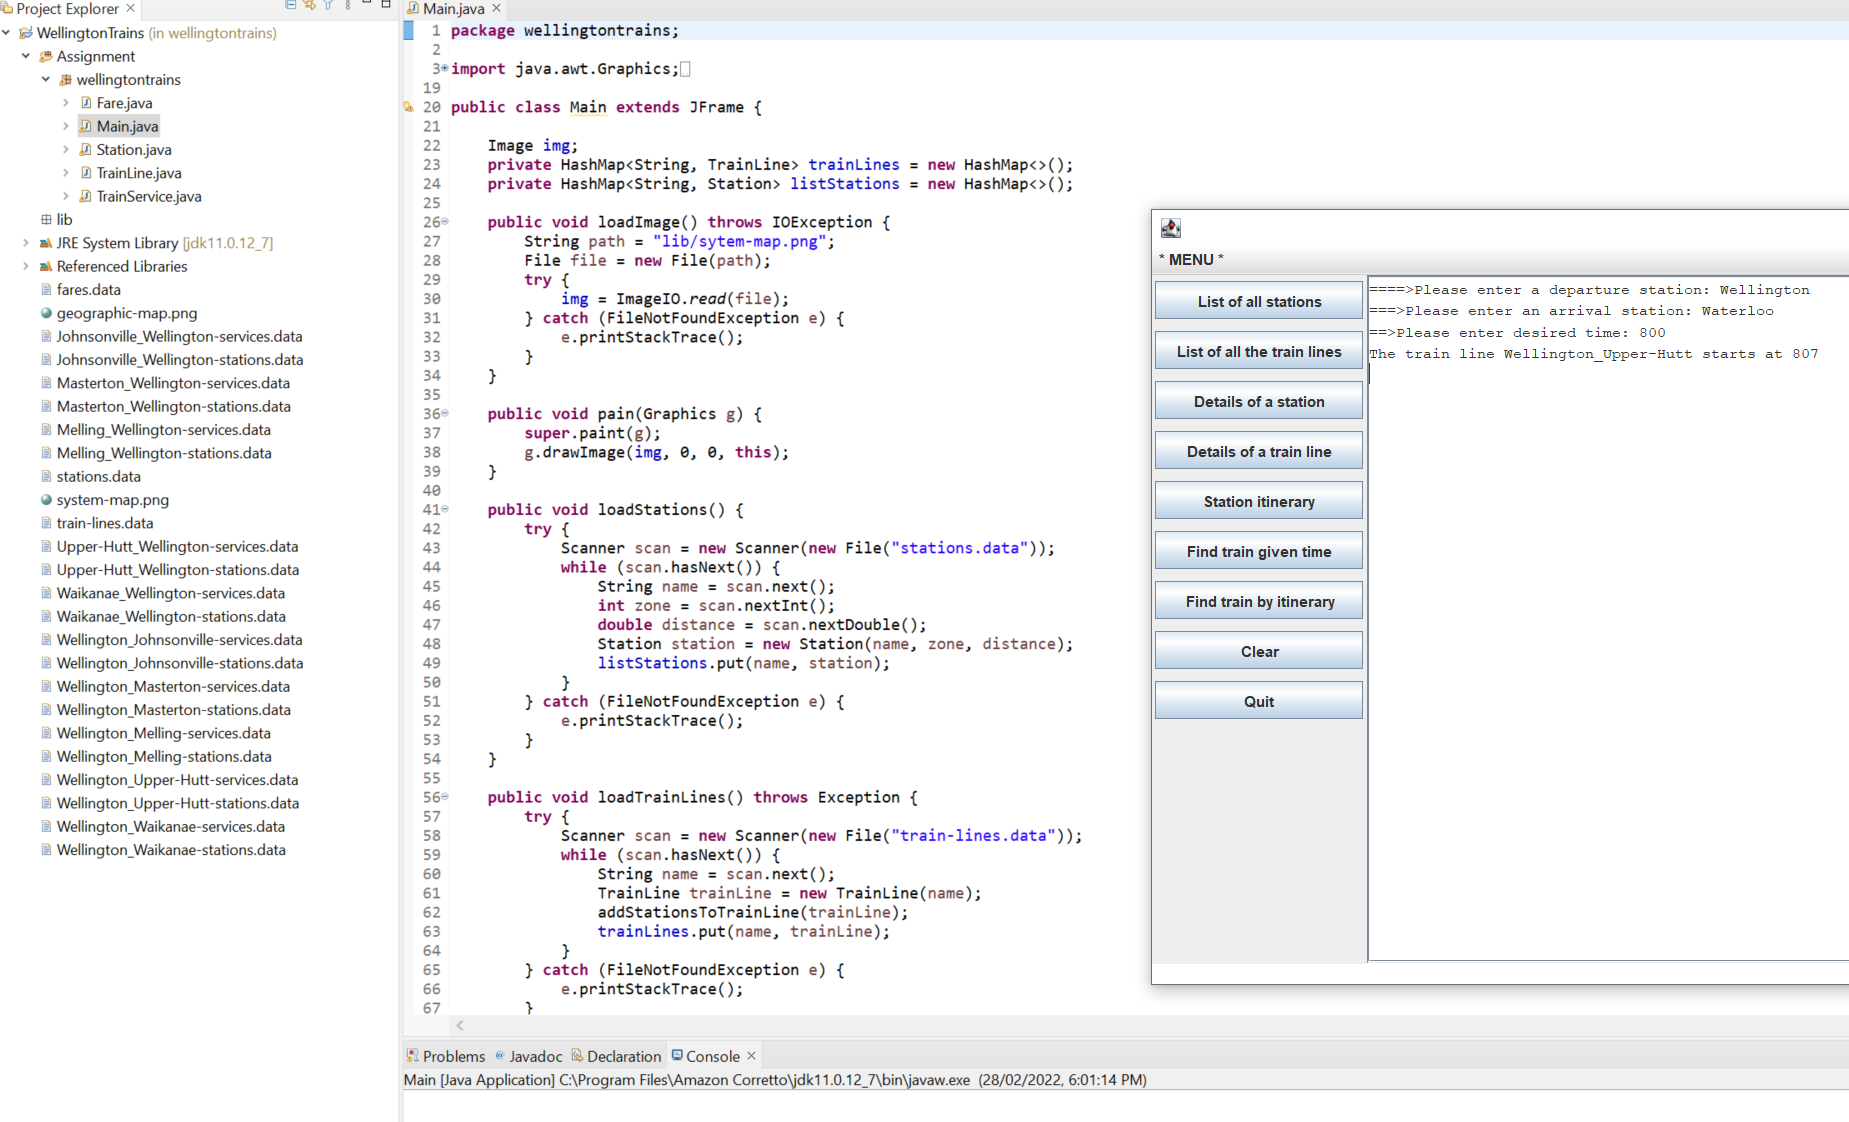 Project Explorer
WellingtonTrains (in wellingtontrains)
Assignment
wellingtontrains
Fare.java
Main.java
Station.java
TrainLine.java
TrainService.java
lib
JRE System Library [jdk11.0.12_7]
Referenced Libraries
fares.data
geographic-map.png
Johnsonville_Wellington-services.data
Johnsonville_Wellington-stations.data
Masterton_Wellington-services.data
Masterton_Wellington-stations.data
Melling_Wellington-services.data
Melling_Wellington-stations.data
stations.data
system-map.png
train-lines.data
Upper-Hutt_Wellington-services.data
Upper-Hutt_Wellington-stations.data
Waikanae_Wellington-services.data
Waikanae_Wellington-stations.data
Wellington_Johnsonville-services.data
Wellington_Johnsonville-stations.data
Wellington_Masterton-services.data
Wellington_Masterton-stations.data
Wellington_Melling-services.data
Wellington_Melling-stations.data
Wellington_Upper-Hutt-services.data
Wellington_Upper-Hutt-stations.data
Wellington_Waikanae-services.data
Wellington_Waikanae-stations.data
Main.java
1 package wellingtontrains;
2
3 import java.awt.Graphics;
19
20 public class Main extends JFrame {
21
22 Image img;
23 private HashMap<String, TrainLine> trainLines = new HashMap<>();
24 private HashMap<String, Station> listStations = new HashMap<>();
25
26 public void loadImage() throws IOException {
27 String path = "lib/sytem-map.png";
28 File file = new File(path);
29 try {
30 img = ImageIO.read(file);
31 } catch (FileNotFoundException e) {
32 e.printStackTrace();
33 }
34 }
35
36 public void pain(Graphics g) {
37 super.paint(g);
38 g.drawImage(img, 0, 0, this);
39 }
40
41 public void loadStations() {
42 try {
43 Scanner scan = new Scanner(new File("stations.data"));
44 while (scan.hasNext()) {
45 String name = scan.next();
46 int zone = scan.nextInt();
47 double distance = scan.nextDouble();
48 Station station = new Station(name, zone, distance);
49 listStations.put(name, station);
50 }
51 } catch (FileNotFoundException e) {
52 e.printStackTrace();
53 }
54 }
55
56 public void loadTrainLines() throws Exception {
57 try {
58 Scanner scan = new Scanner(new File("train-lines.data"));
59 while (scan.hasNext()) {
60 String name = scan.next();
61 TrainLine trainLine = new TrainLine(name);
62 addStationsToTrainLine(trainLine);
63 trainLines.put(name, trainLine);
64 }
65 } catch (FileNotFoundException e) {
66 e.printStackTrace();
67 }
* MENU *
List of all stations
List of all the train lines
Details of a station
Details of a train line
Station itinerary
Find train given time
Find train by itinerary
Clear
Quit
====>Please enter a departure station: Wellington
===>Please enter an arrival station: Waterloo
==>Please enter desired time: 800
The train line Wellington_Upper-Hutt starts at 807
Problems @ Javadoc Declaration Console
Main [Java Application] C:\Program Files\Amazon Corretto\jdk11.0.12_7\bin\javaw.exe (28/02/2022, 6:01:14 PM)